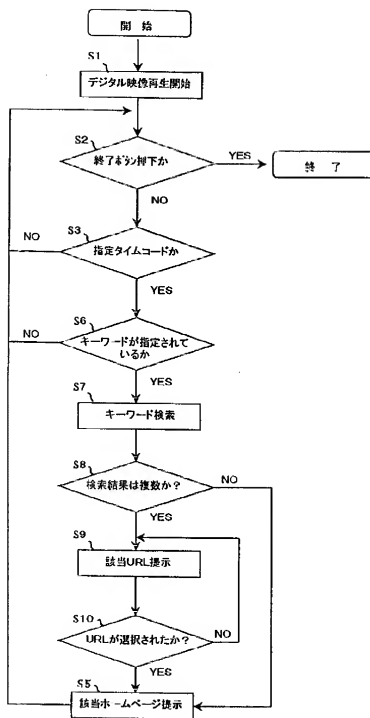 開始
S1
デジタル映像再生開始
S2
終了ボタン押下か
YES
終了
NO
S3
NO
指定タイムコードか
YES
S6
NO
キーワードが指定されて
いるか
YES
S7
キーワード検索
S8
検索結果は複数か?
NO
YES
S9
該当URL提示
S10
URLが選択されたか?
NO
YES
S5
該当ホームページ提示